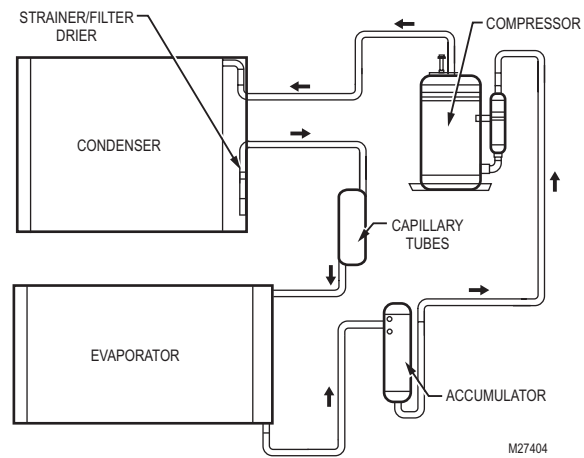 STRAINER/FILTER
DRIER
COMPRESSOR
CONDENSER
CAPILLARY
TUBES
EVAPORATOR
ACCUMULATOR
M27404